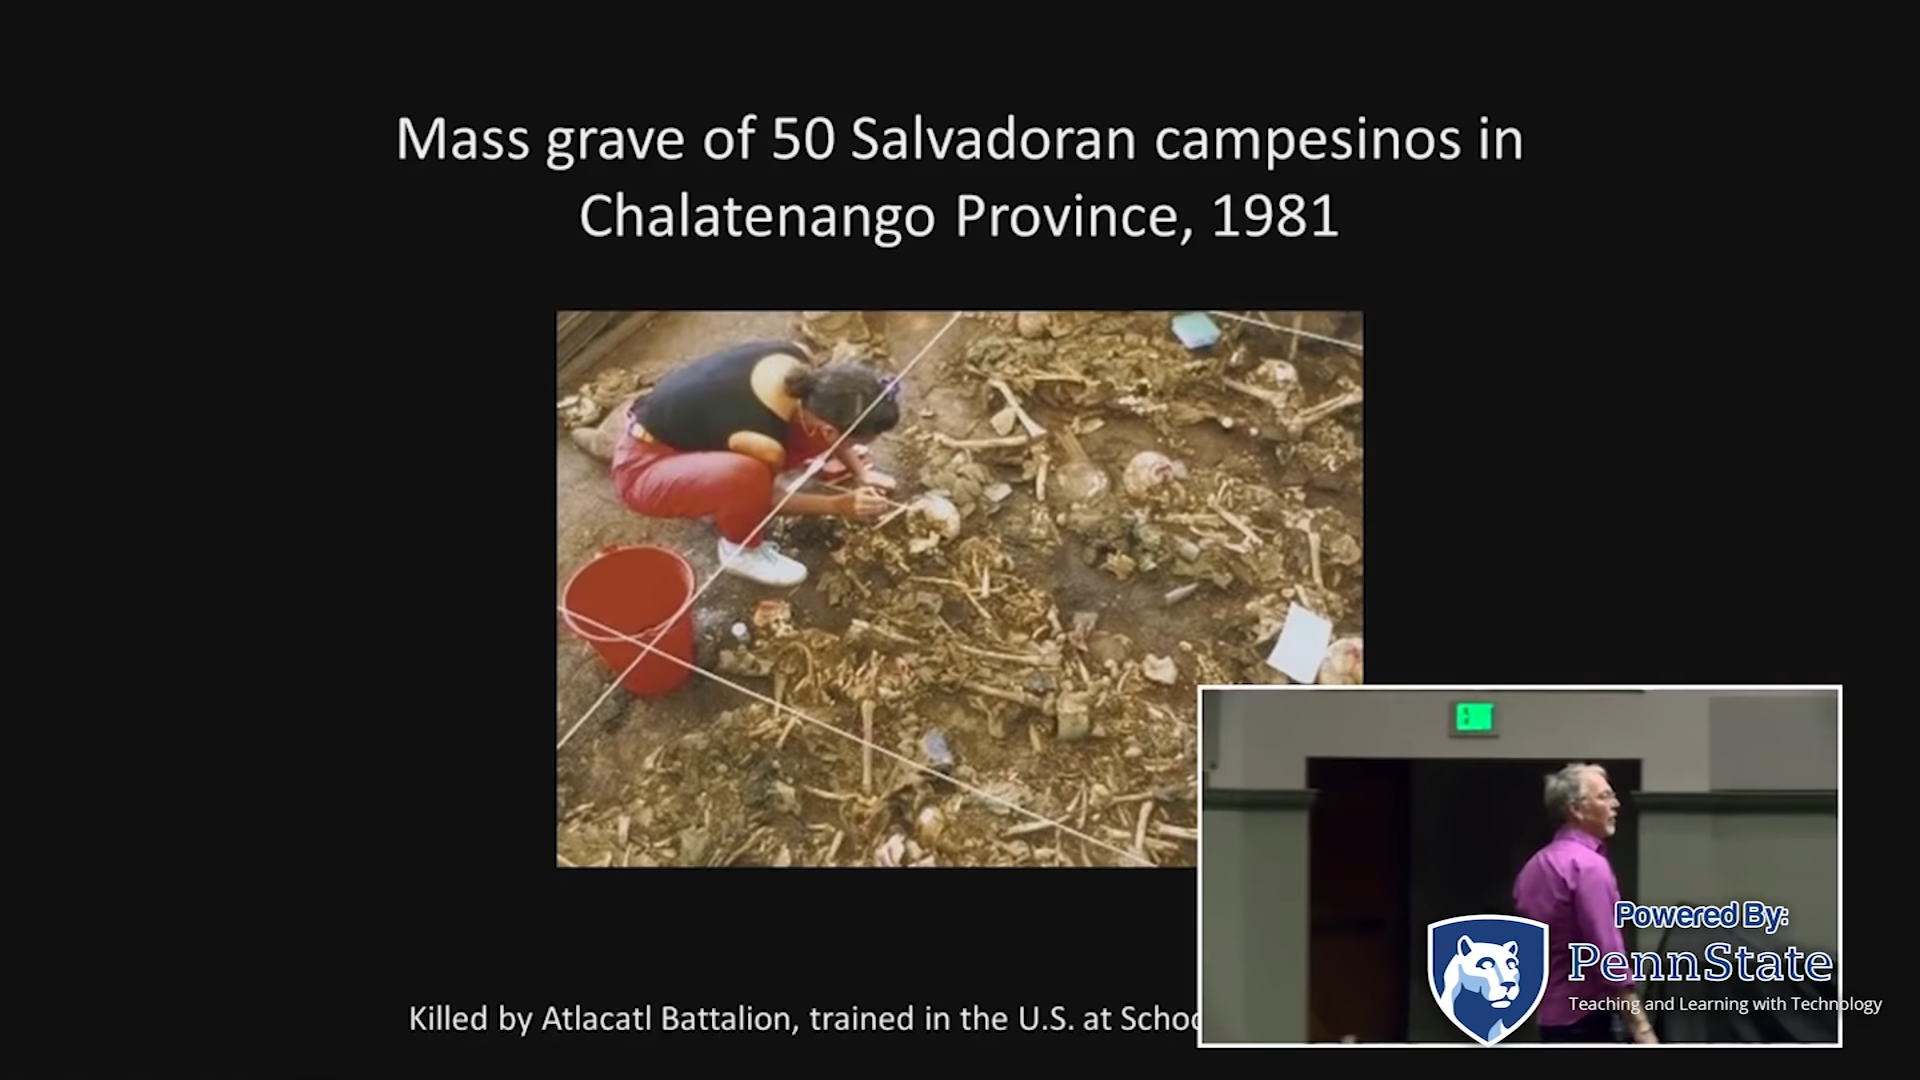 Mass grave of 50 Salvadoran campesinos in
Chalatenango Province, 1981
Killed by Atlacatl Battalion, trained in the U.S. at
Powered By:
PennState
Teaching and Learning with Technology